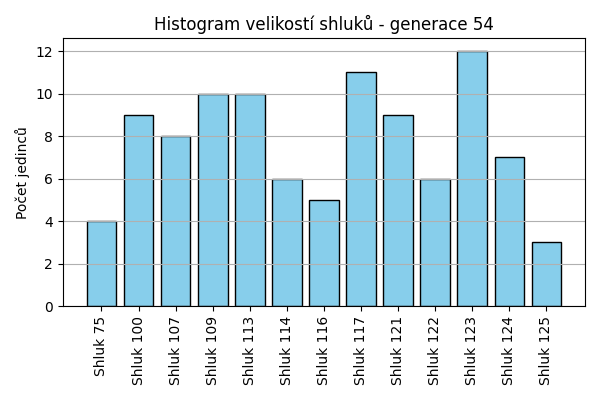 Histogram velikostí shluků - generace 54
Počet jedinců
12
10
8
6
4
2
0
Shluk 75
Shluk 100
Shluk 107
Shluk 109
Shluk 113
Shluk 114
Shluk 116
Shluk 117
Shluk 121
Shluk 122
Shluk 123
Shluk 124
Shluk 125